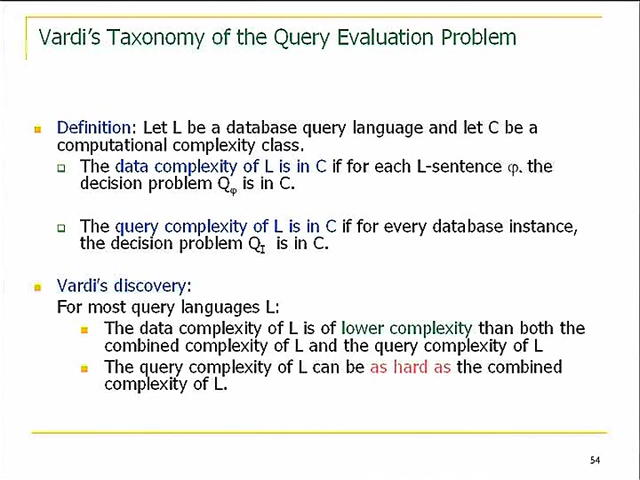 Vardi's Taxonomy of the Query Evaluation Problem
Definition: Let L be a database query language and let C be a
computational complexity class.
The data complexity of L is in C if for each L-sentence φ, the
decision problem Qφ is in C.
The query complexity of L is in C if for every database instance,
the decision problem QI is in C.
Vardi's discovery:
For most query languages L:
The data complexity of L is of lower complexity than both the
combined complexity of L and the query complexity of L
The query complexity of L can be as hard as the combined
complexity of L.
54